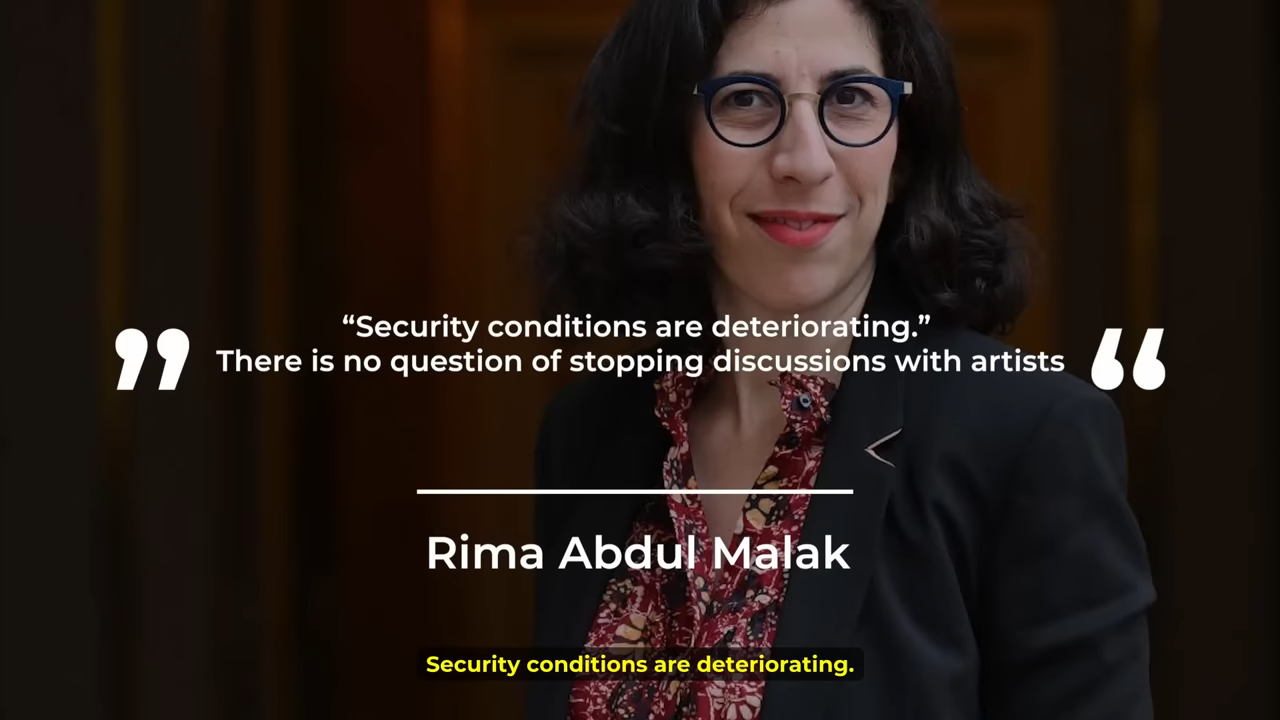 “Security conditions are deteriorating.”
There is no question of stopping discussions with artists
Rima Abdul Malak
Security conditions are deteriorating.